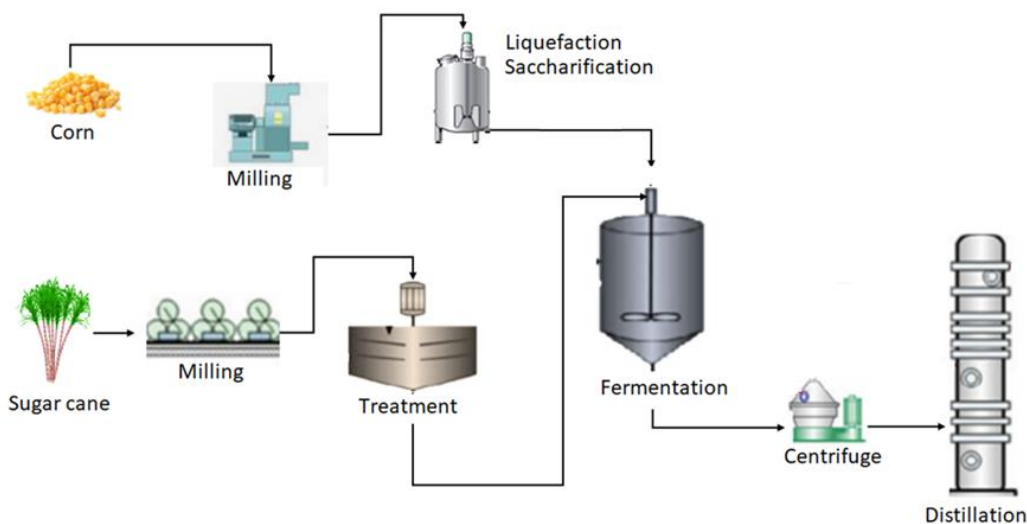 Liquefaction
Saccharification
Corn
Milling
Sugar cane
Milling
Treatment
Fermentation
Centrifuge
Distillation